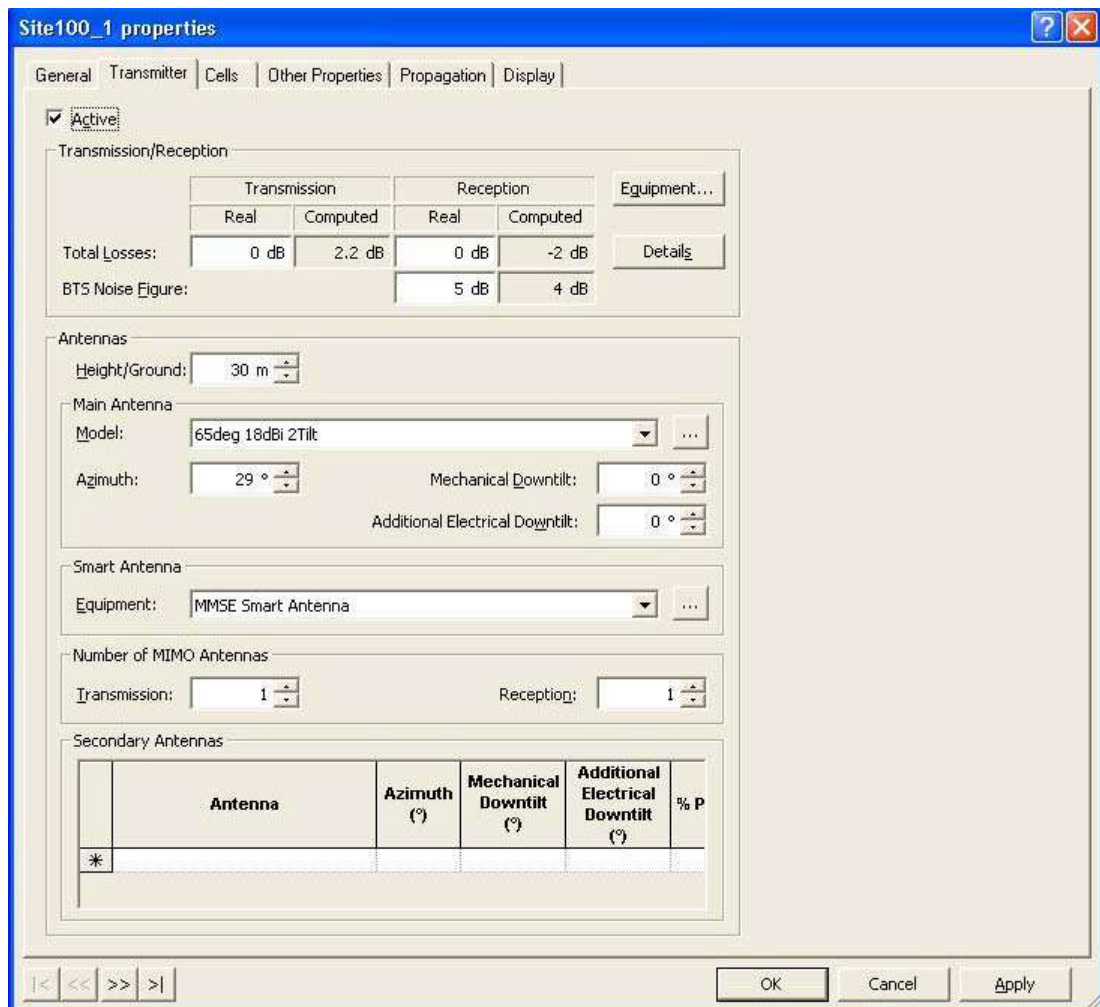 Site100_1 properties
General Transmitter Cells Other Properties Propagation Display
Active
Transmission/Reception
Transmission Reception Equipment...
Real Computed Real Computed
Total Losses: 0 dB 2.2 dB 0 dB -2 dB Details
BTS Noise Figure: 5 dB 4 dB
Antennas
Height/Ground: 30 m
Main Antenna
Model: 65deg 18dBi 2Tilt ...
Azimuth: 29 ° Mechanical Downtilt: 0 °
Additional Electrical Downtilt: 0 °
Smart Antenna
Equipment: MMSE Smart Antenna ...
Number of MIMO Antennas
Transmission: 1 Reception: 1
Secondary Antennas
Antenna Azimuth (°) Mechanical Downtilt (°) Additional Electrical Downtilt (°) % P
|< << >> >| OK Cancel Apply